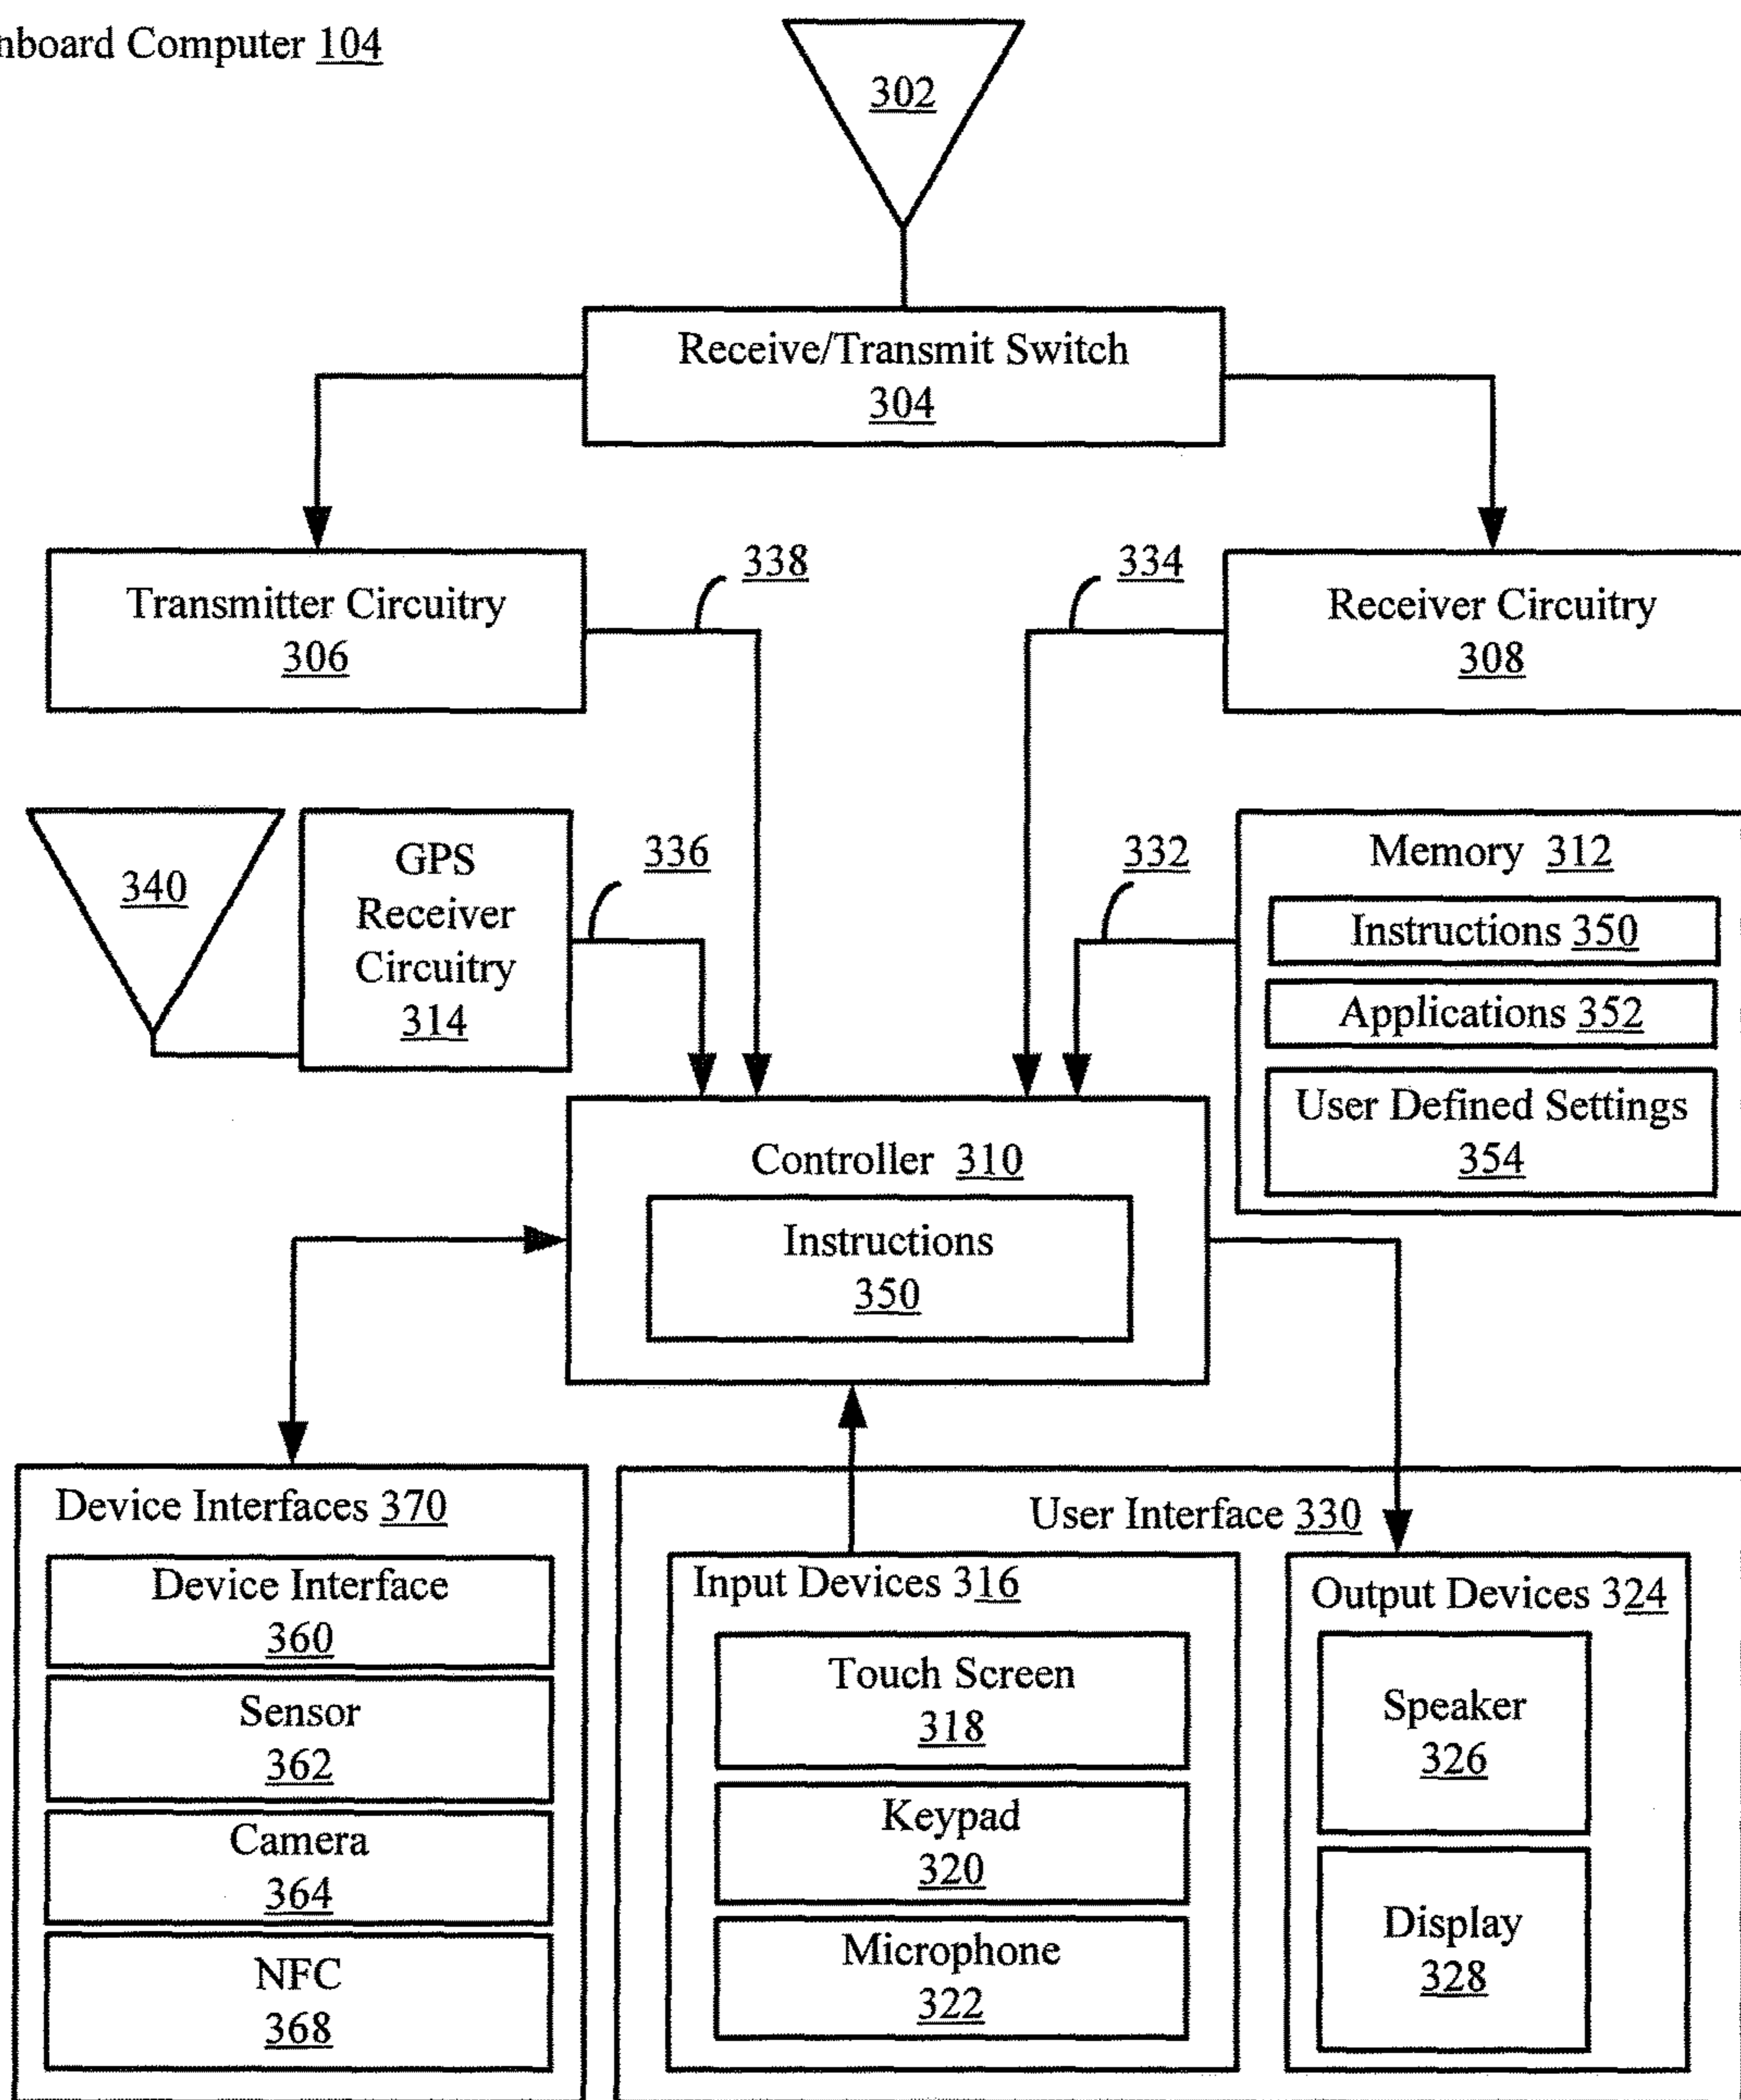 nboard Computer 104
302
Receive/Transmit Switch
304
338
334
Transmitter Circuitry
306
Receiver Circuitry
308
340
GPS
Receiver
Circuitry
314
336
332
Memory 312
Instructions 350
Applications 352
User Defined Settings
354
Controller 310
Instructions
350
Device Interfaces 370
Device Interface
360
Sensor
362
Camera
364
NFC
368
User Interface 330
Input Devices 316
Touch Screen
318
Keypad
320
Microphone
322
Output Devices 324
Speaker
326
Display
328